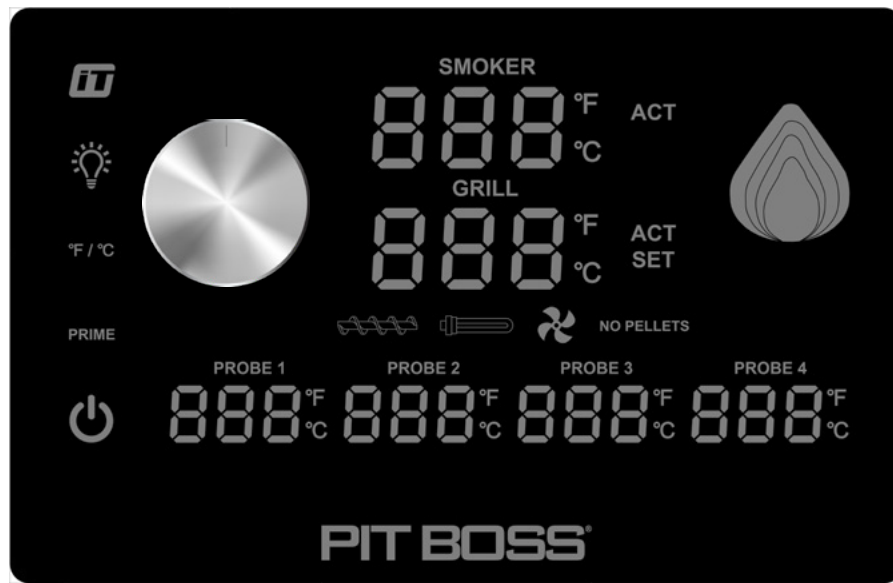 iT
SMOKER
888 °F °C ACT
GRILL
888 °F °C ACT SET
°F / °C
PRIME
NO PELLETS
PROBE 1 PROBE 2 PROBE 3 PROBE 4
888 °F °C 888 °F °C 888 °F °C 888 °F °C
PIT BOSS®